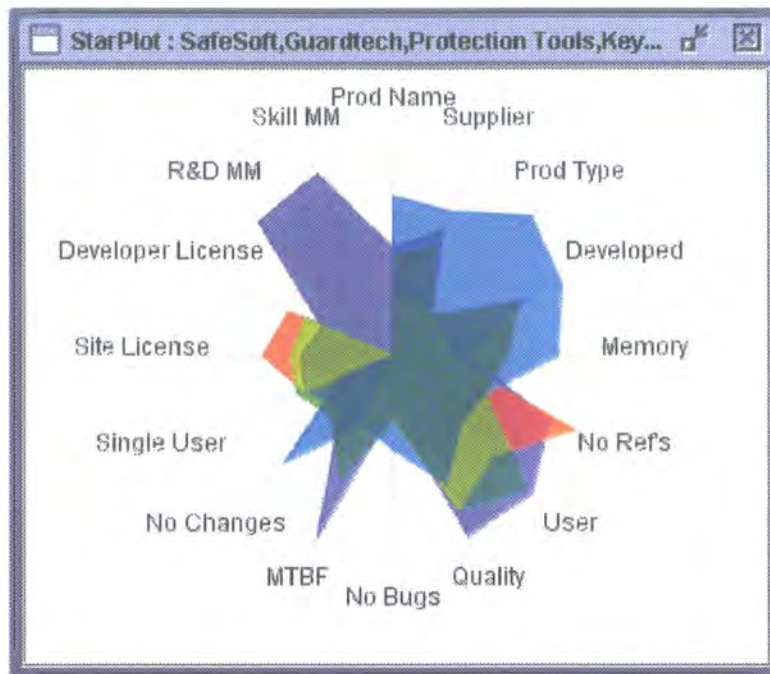 StarPlot : SafeSoft,Guardtech,Protection Tools,Key...
Prod Name
Skill MM
Supplier
R&D MM
Prod Type
Developer License
Developed
Site License
Memory
Single User
No Ref's
No Changes
User
MTBF
Quality
No Bugs